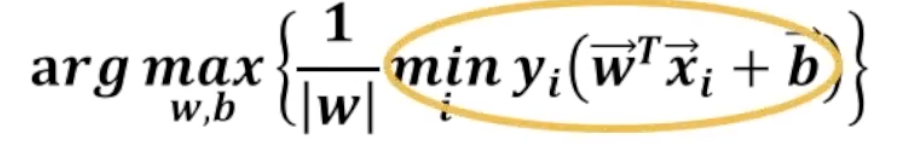 arg max_{w,b} { 1/|w| min_i y_i(w⃗^T x⃗_i + b⃗) }